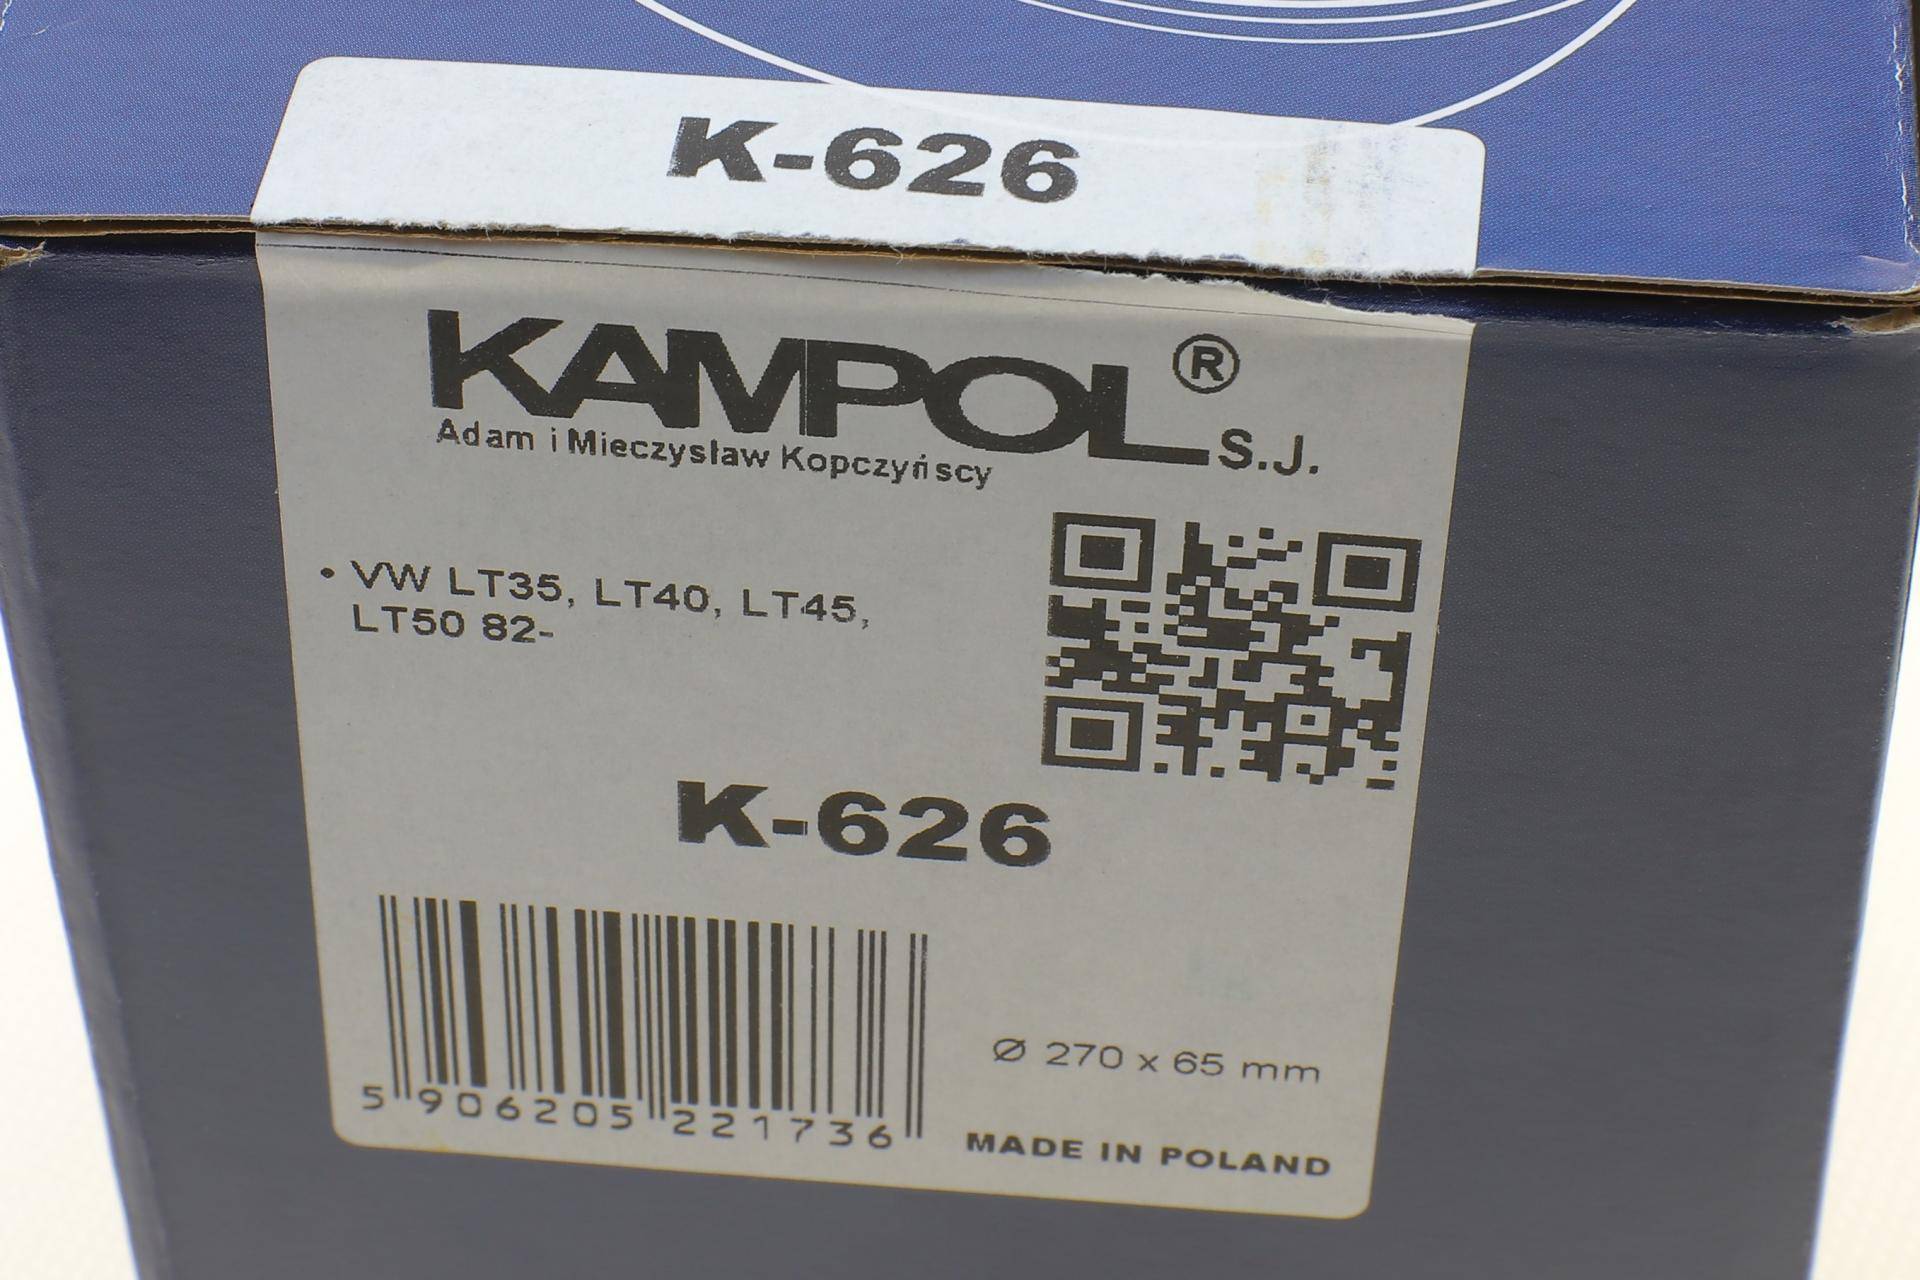 K-626
KAMPOL® S.J.
Adam i Mieczysław Kopczyńscy
• VW LT35, LT40, LT45,
LT50 82-
K-626
5 906205 221736
Ø 270 x 65 mm
MADE IN POLAND